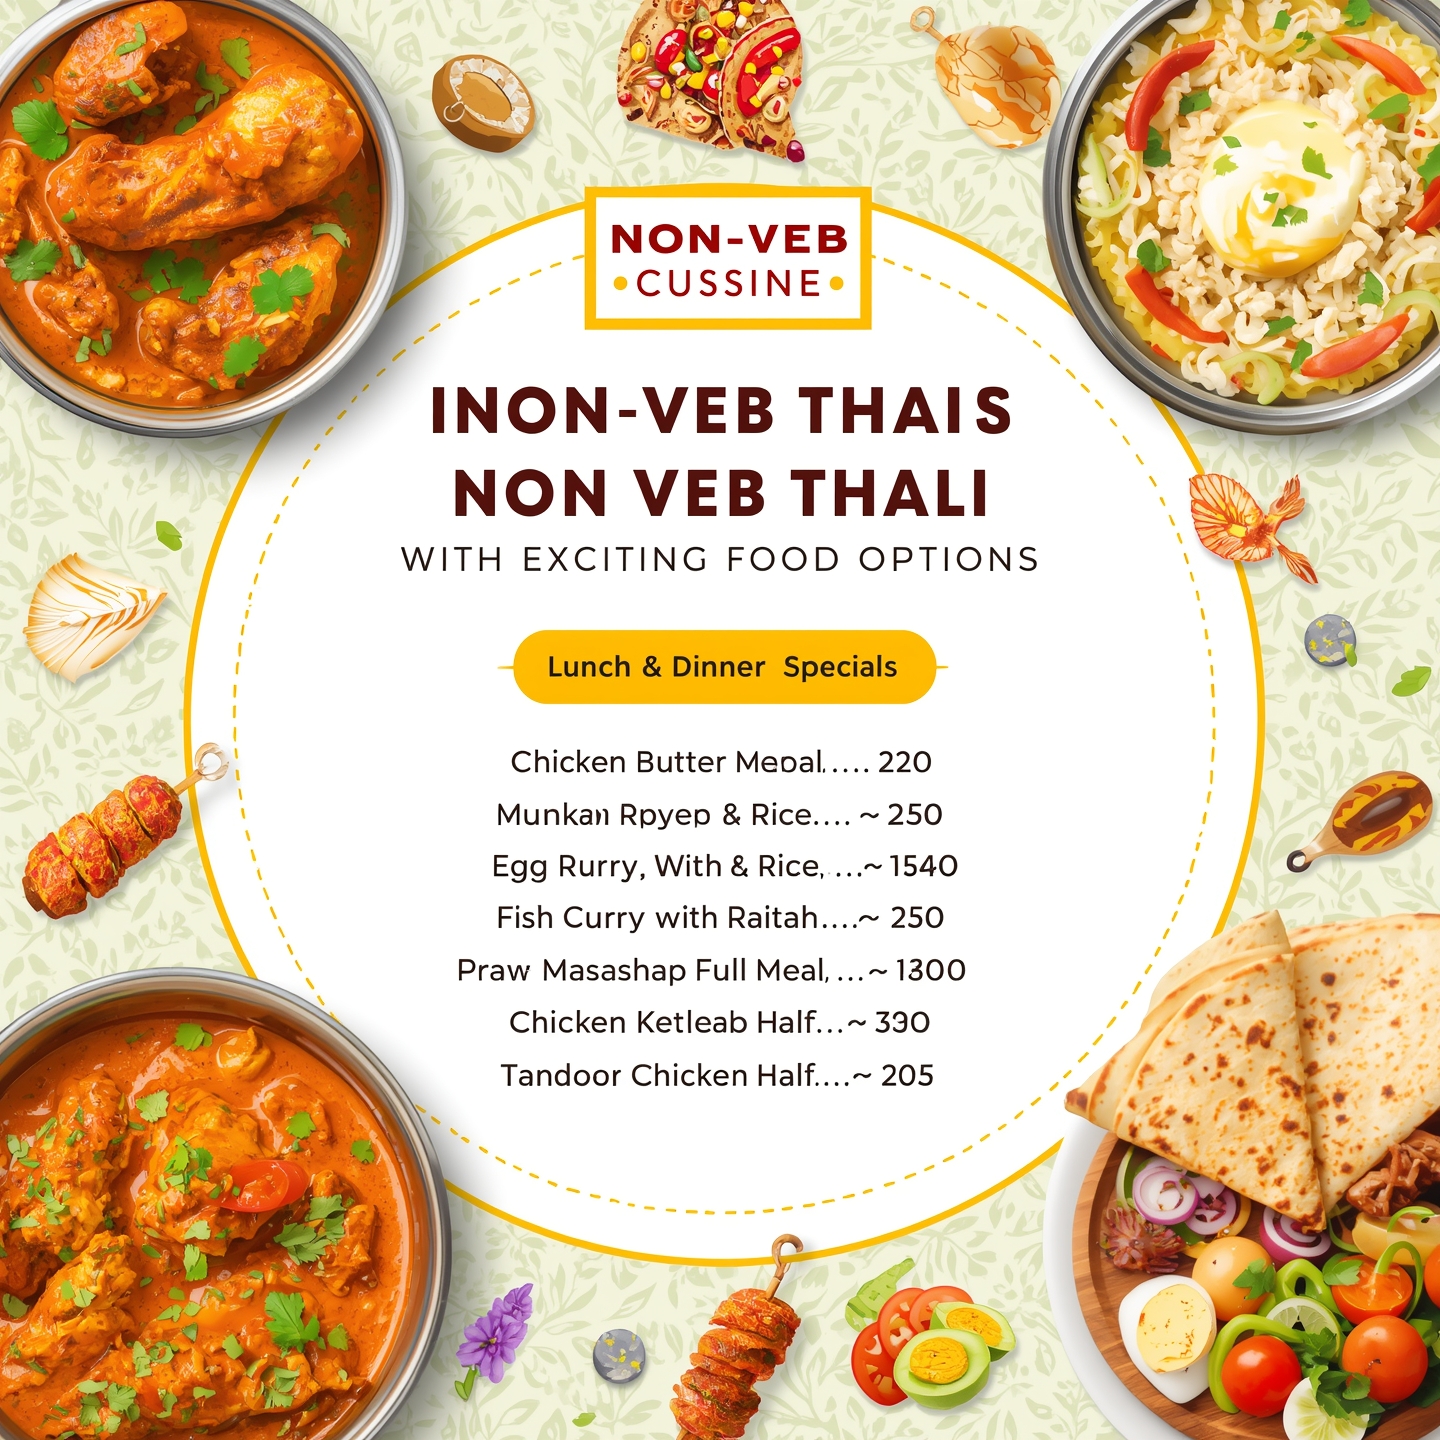 NON-VEB
•CUSSINE•
INON-VEB THAIS
NON VEB THALI
WITH EXCITING FOOD OPTIONS
Lunch & Dinner Specials
Chicken Butter Meoal..... 220
Munkan Rpyep & Rice.... ~ 250
Egg Rurry, With & Rice, ...~ 1540
Fish Curry with Raitah....~ 250
Praw Masashap Full Meal, ...~ 1300
Chicken Ketleab Half...~ 330
Tandoor Chicken Half....~ 205